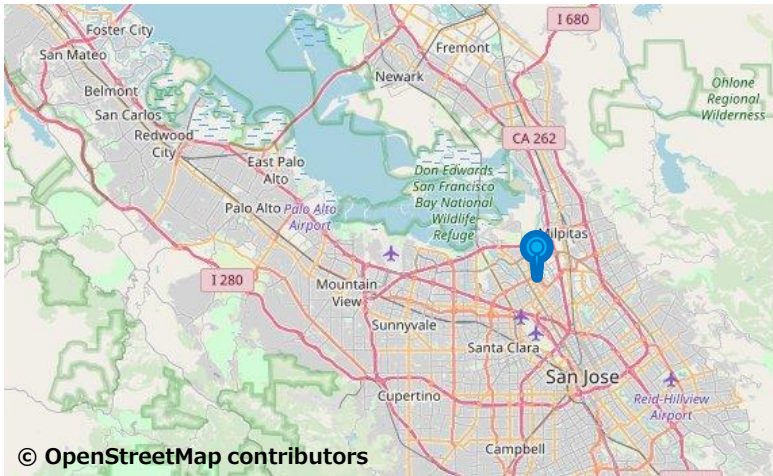 Foster City
I 680
San Mateo
Fremont
Newark
Belmont
Ohlone
Regional
Wilderness
San Carlos
Redwood
City
CA 262
East Palo
Alto
Don Edwards
San Francisco
Bay National
Wildlife
Refuge
Palo Alto
Palo Alto
Airport
Milpitas
I 280
Mountain
View
Sunnyvale
Santa Clara
San Jose
Cupertino
Reid-Hillview
Airport
Campbell
© OpenStreetMap contributors